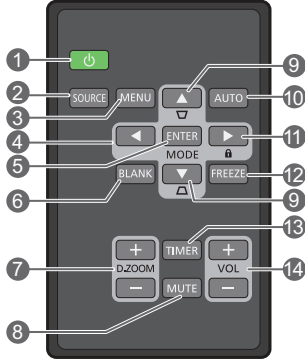 1
9
2 SOURCE MENU AUTO 10
3
4 11
5 ENTER
MODE
6 BLANK FREEZE 12
9
13
7 + TIMER + 14
D.ZOOM VOL
− MUTE −
8